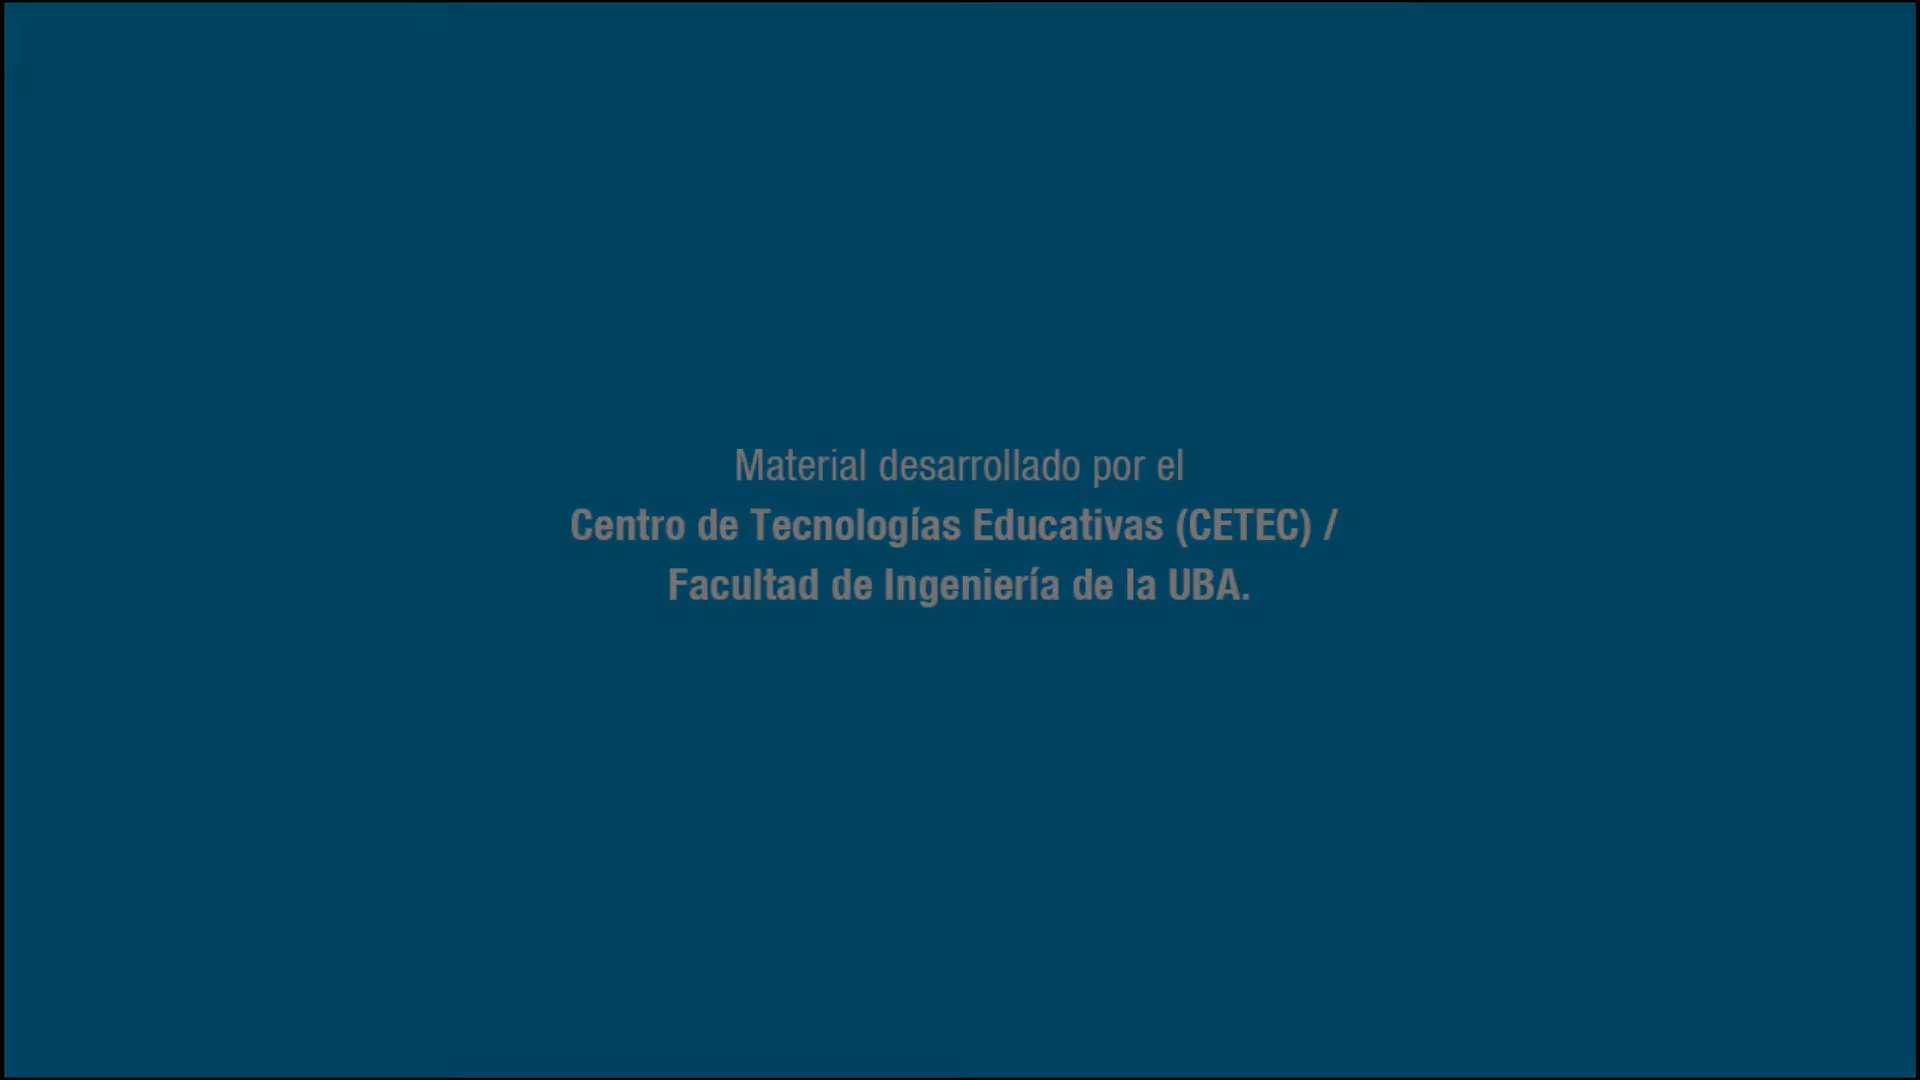 Material desarrollado por el
Centro de Tecnologías Educativas (CETEC) /
Facultad de Ingeniería de la UBA.